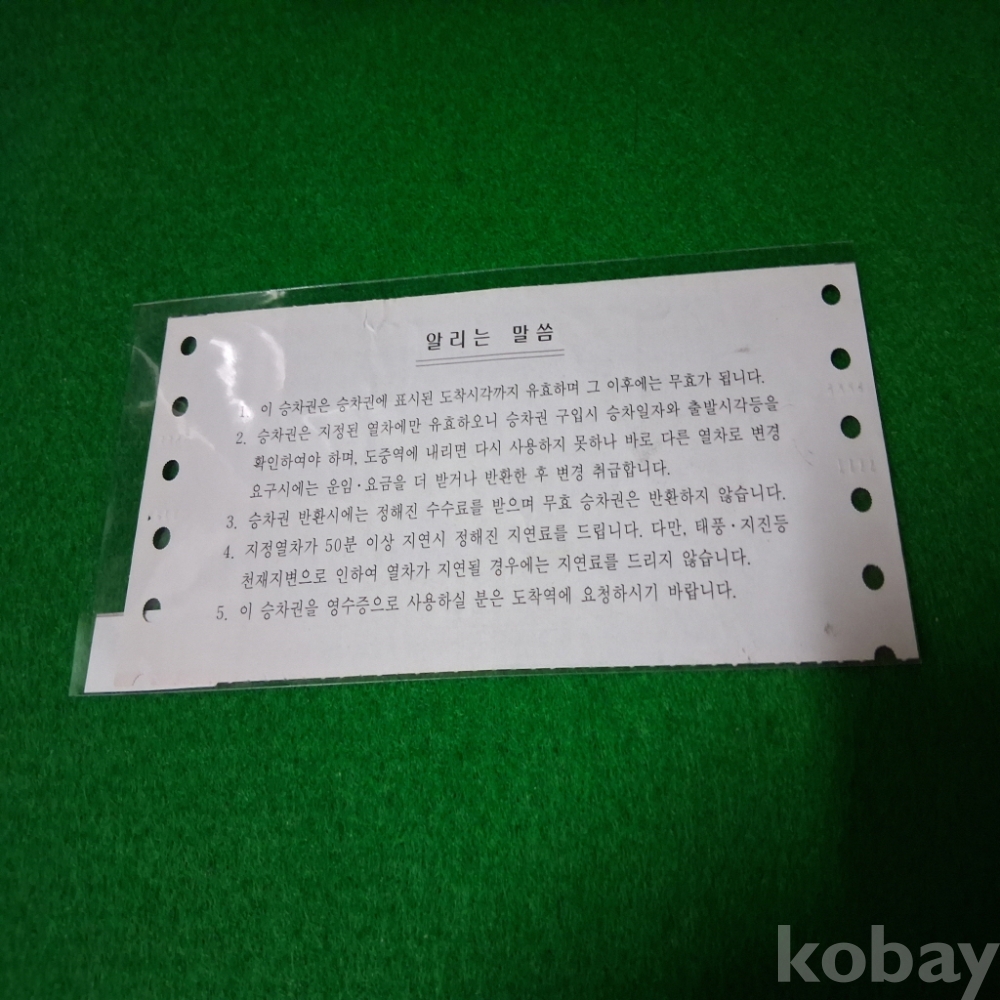 알리는 말씀
1. 이 승차권은 승차권에 표시된 도착시각까지 유효하며 그 이후에는 무효가 됩니다.
2. 승차권은 지정된 열차에만 유효하오니 승차권 구입시 승차일자와 출발시각등을
확인하여야 하며, 도중역에 내리면 다시 사용하지 못하나 바로 다른 열차로 변경
요구시에는 운임·요금을 더 받거나 반환한 후 변경 취급합니다.
3. 승차권 반환시에는 정해진 수수료를 받으며 무효 승차권은 반환하지 않습니다.
4. 지정열차가 50분 이상 지연시 정해진 지연료를 드립니다. 다만, 태풍·지진등
천재지변으로 인하여 열차가 지연될 경우에는 지연료를 드리지 않습니다.
5. 이 승차권을 영수증으로 사용하실 분은 도착역에 요청하시기 바랍니다.
kobay